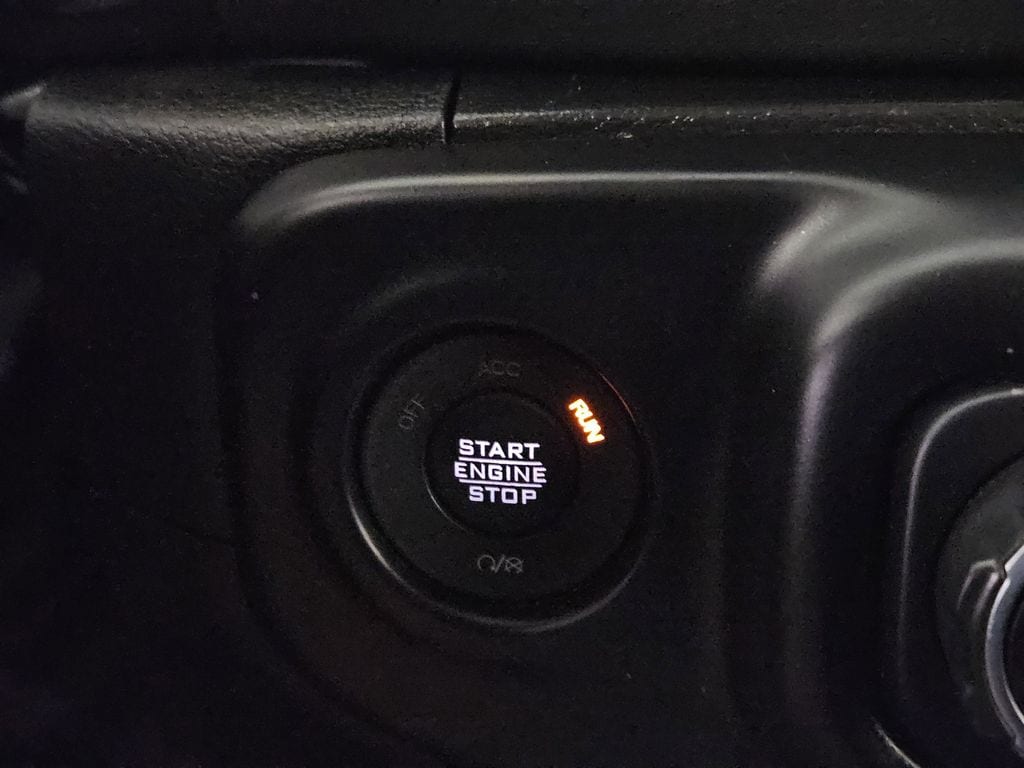 ACC
OFF
RUN
START
ENGINE
STOP